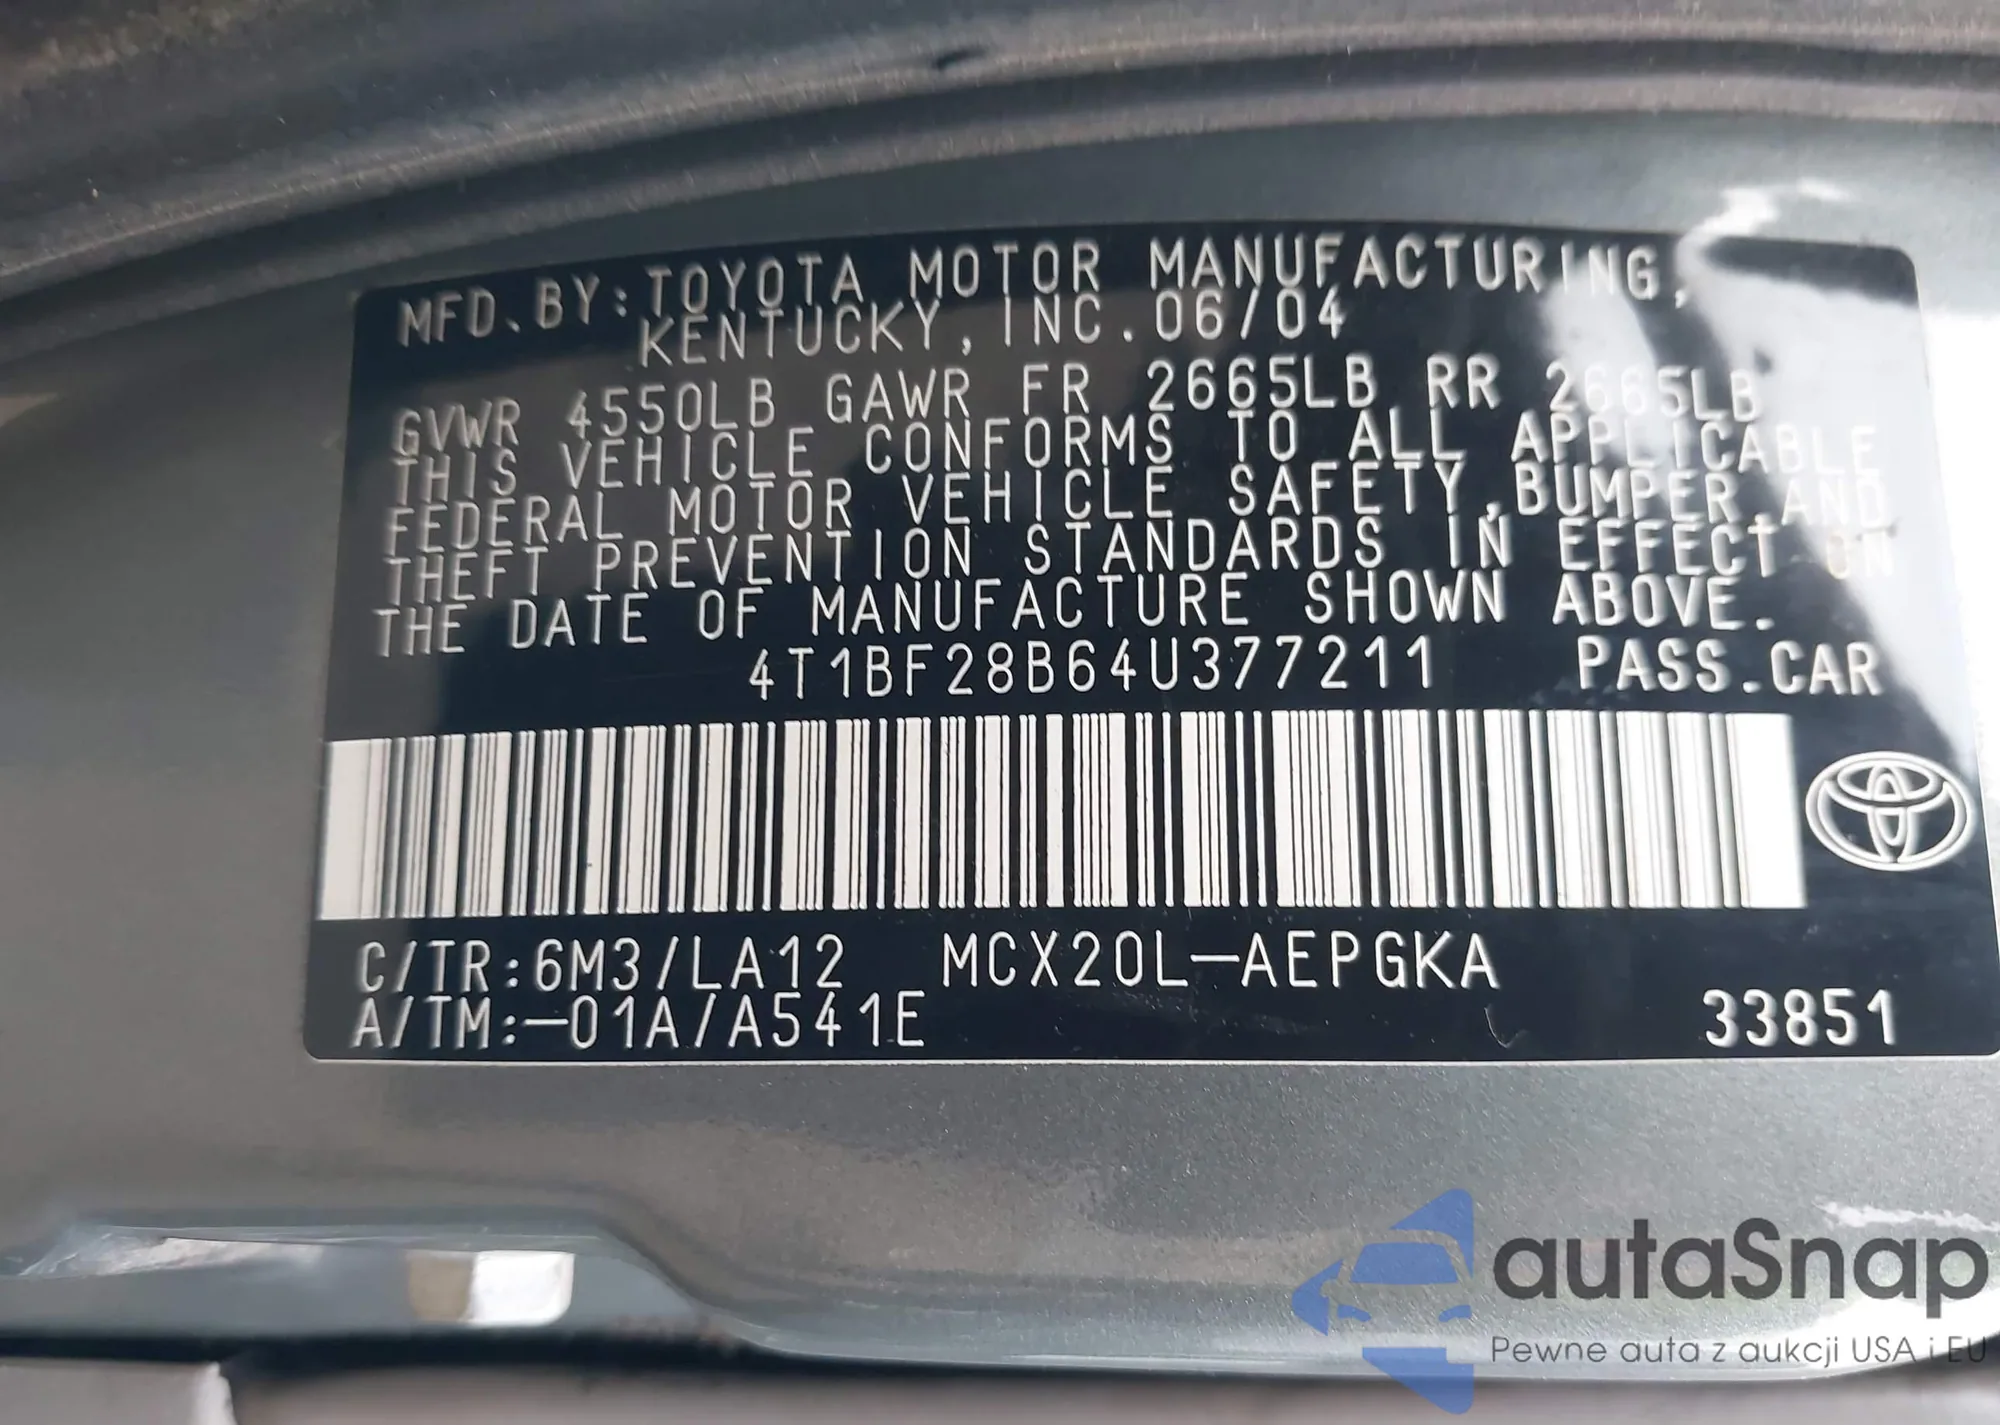 MFD. BY: TOYOTA MOTOR MANUFACTURING,
KENTUCKY, INC. 06/04
GVWR 4550LB GAWR FR 2665LB RR 2665LB
THIS VEHICLE CONFORMS TO ALL APPLICABLE
FEDERAL MOTOR VEHICLE SAFETY, BUMPER, AND
THEFT PREVENTION STANDARDS IN EFFECT ON
THE DATE OF MANUFACTURE SHOWN ABOVE.
4T1BF28B64U377211 PASS. CAR
C/TR:6M3/LA12 MCX20L-AEPGKA
A/TM:-01A/A541E 33851
autaSnap
Pewne auta z aukcji USA i EU